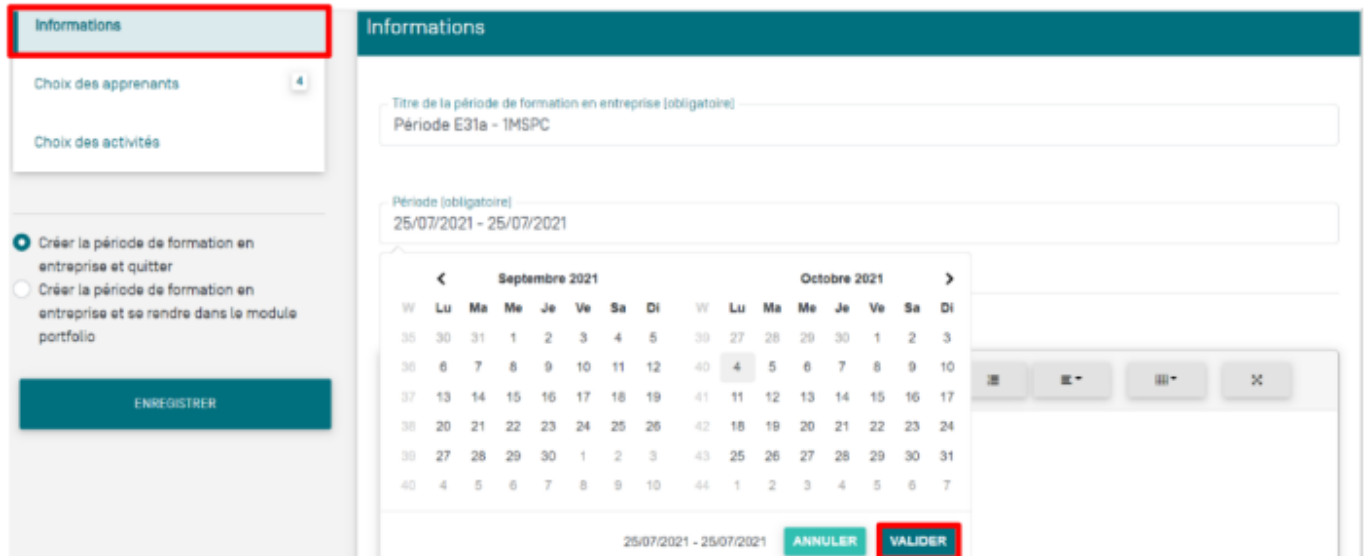 Informations
Choix des apprenants 4
Choix des activités
Créer la période de formation en
entreprise et quitter
Créer la période de formation en
entreprise et se rendre dans le module
portfolio
ENREGISTRER
Informations
Titre de la période de formation en entreprise (obligatoire)
Période E31a - 1MSPC
Période (obligatoire)
25/07/2021 - 25/07/2021
Septembre 2021
W Lu Ma Me Je Ve Sa Di
35 30 31 1 2 3 4 5
36 6 7 8 9 10 11 12
37 13 14 15 16 17 18 19
38 20 21 22 23 24 25 26
39 27 28 29 30 1 2 3
40 4 5 6 7 8 9 10
Octobre 2021
W Lu Ma Me Je Ve Sa Di
39 27 28 29 30 1 2 3
40 4 5 6 7 8 9 10
41 11 12 13 14 15 16 17
42 18 19 20 21 22 23 24
43 25 26 27 28 29 30 31
44 1 2 3 4 5 6 7
25/07/2021 - 25/07/2021 ANNULER VALIDER